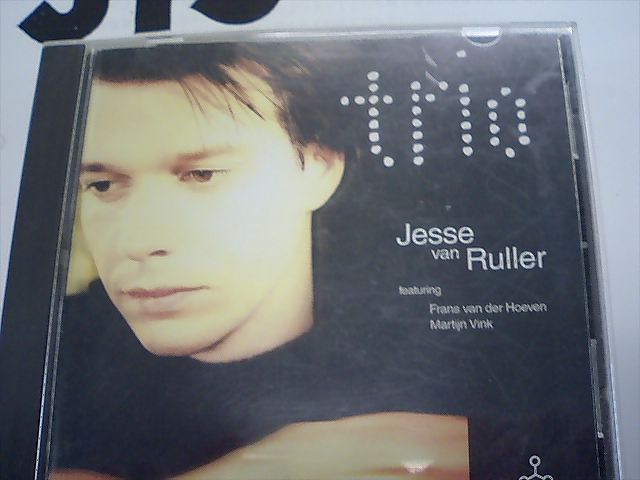 trio
Jesse
van Ruller
featuring
Frans van der Hoeven
Martijn Vink